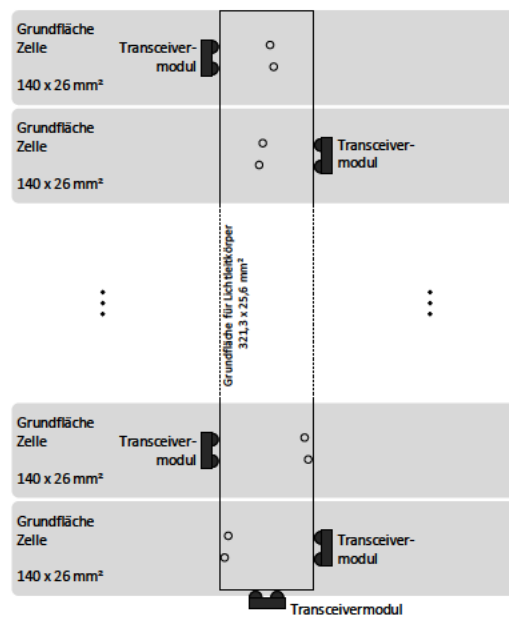 Grundfläche
Zelle
140 x 26 mm²
Transceiver-
modul
Grundfläche
Zelle
140 x 26 mm²
Transceiver-
modul
Grundfläche für Lichtleitkörper
321,3 x 25,6 mm²
Grundfläche
Zelle
140 x 26 mm²
Transceiver-
modul
Grundfläche
Zelle
140 x 26 mm²
Transceiver-
modul
Transceivermodul